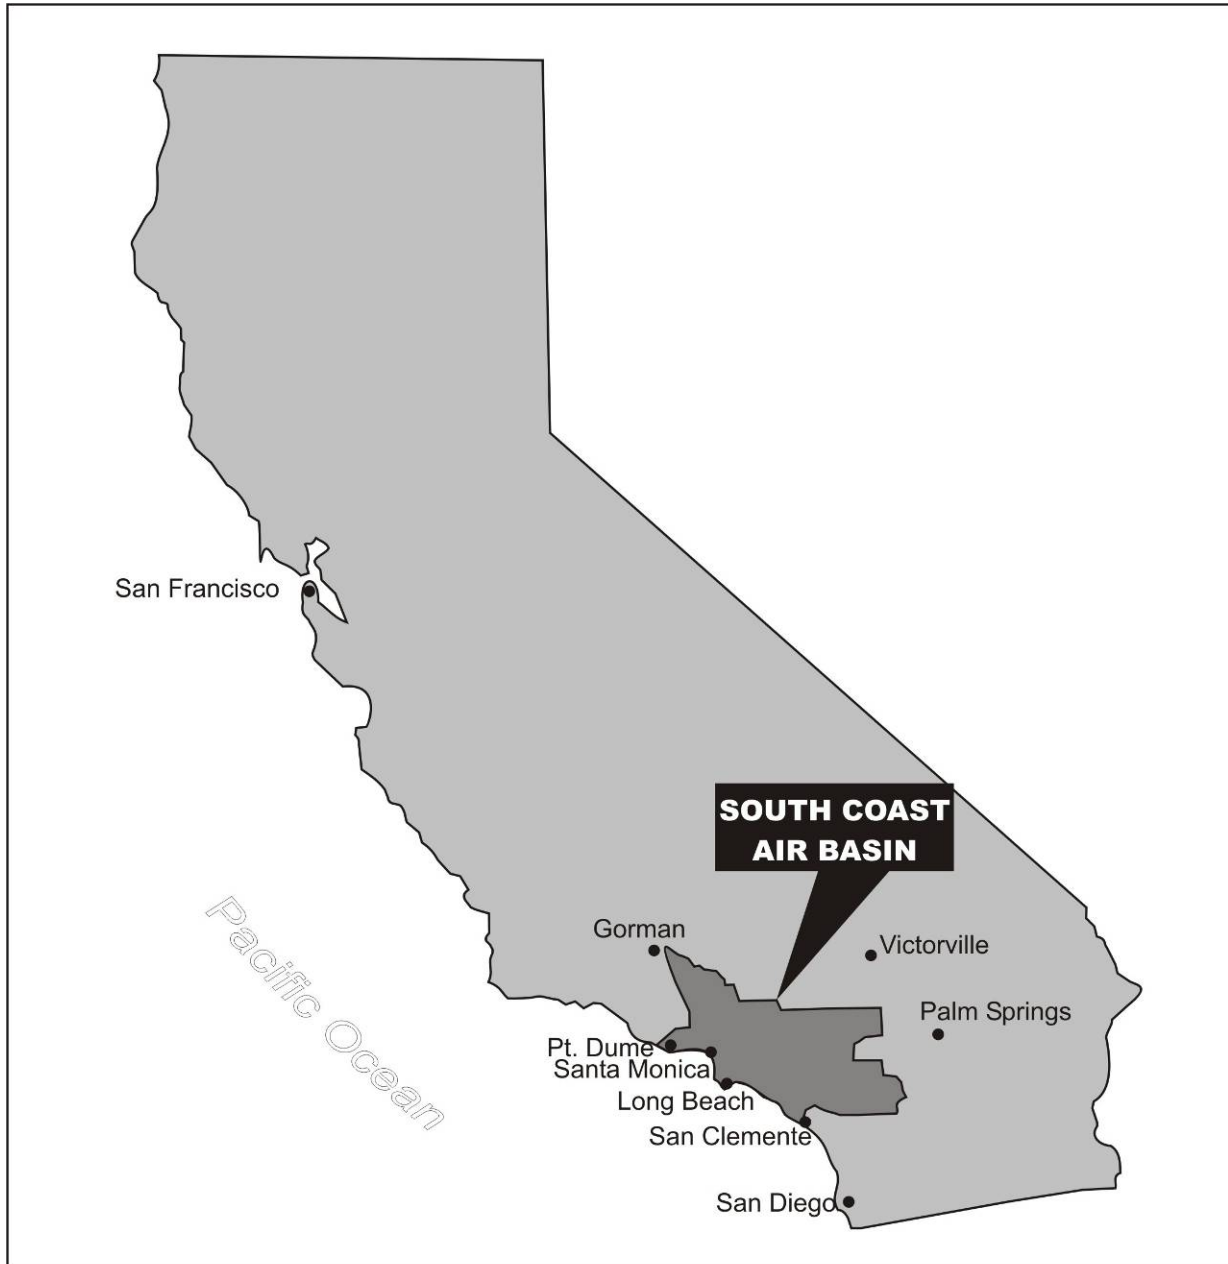 San Francisco
SOUTH COAST
AIR BASIN
Gorman
Victorville
Pacific Ocean
Palm Springs
Pt. Dume
Santa Monica
Long Beach
San Clemente
San Diego